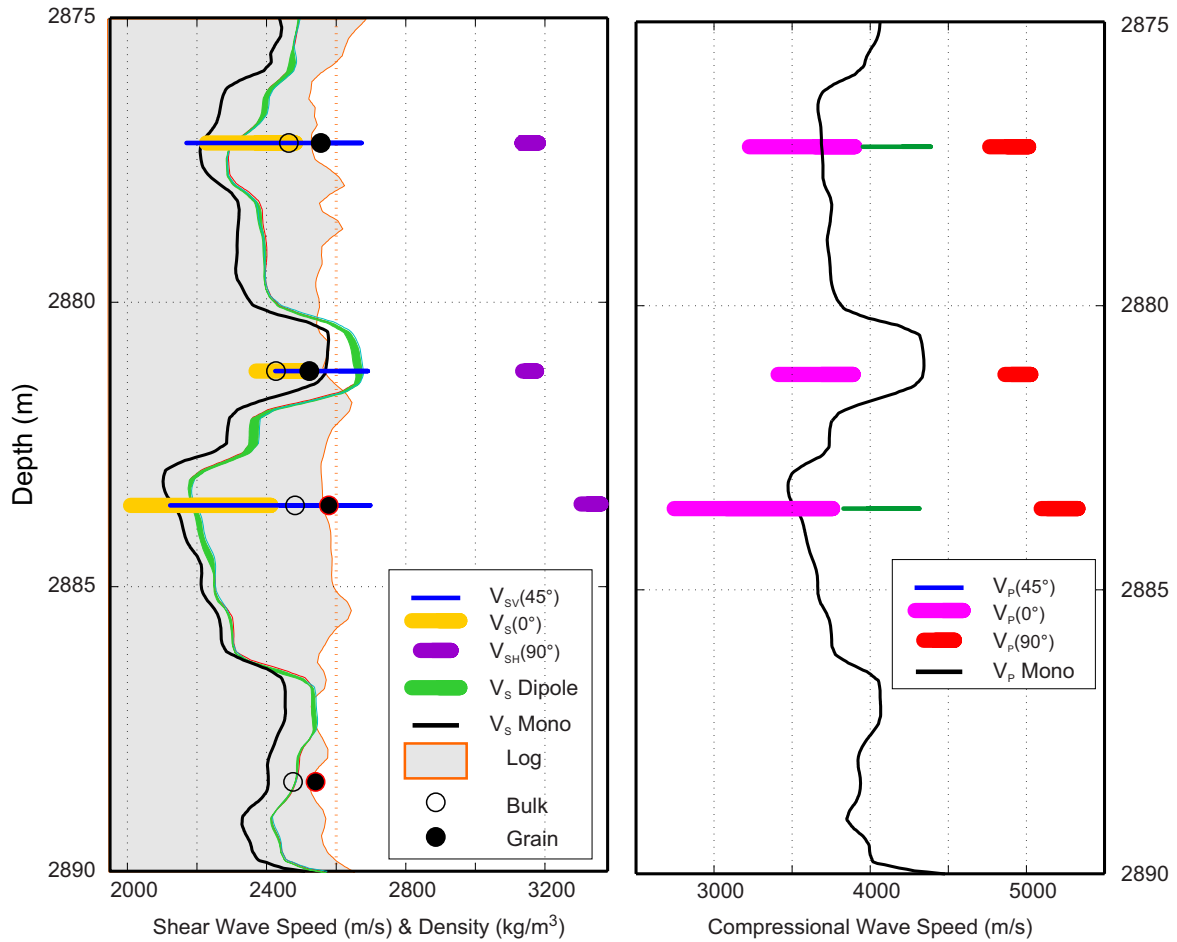 2875
2880
2885
2890
Depth (m)
2000
2400
2800
3200
Shear Wave Speed (m/s) & Density (kg/m³)
V_SV(45°)
V_S(0°)
V_SH(90°)
V_S Dipole
V_S Mono
Log
Bulk
Grain
2875
2880
2885
2890
3000
4000
5000
Compressional Wave Speed (m/s)
V_P(45°)
V_P(0°)
V_P(90°)
V_P Mono